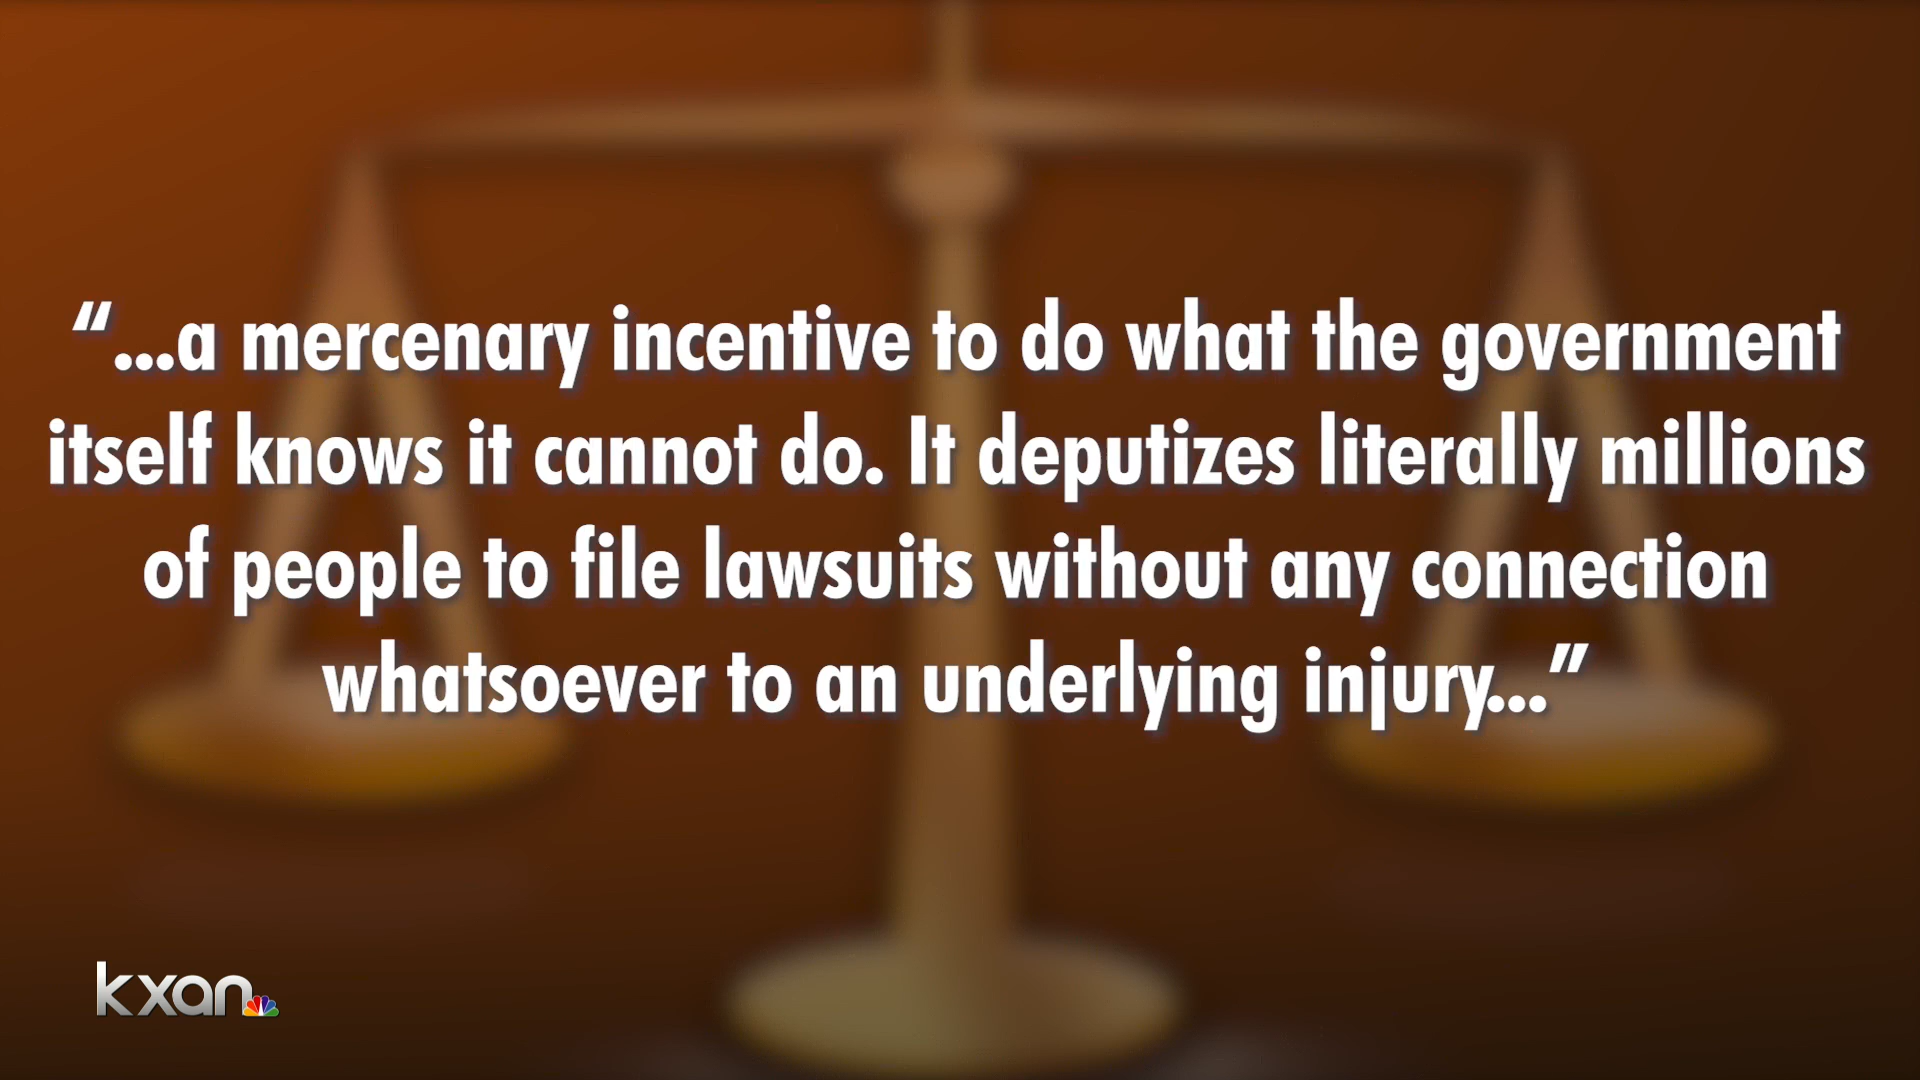 “...a mercenary incentive to do what the government
itself knows it cannot do. It deputizes literally millions
of people to file lawsuits without any connection
whatsoever to an underlying injury...”
kxan